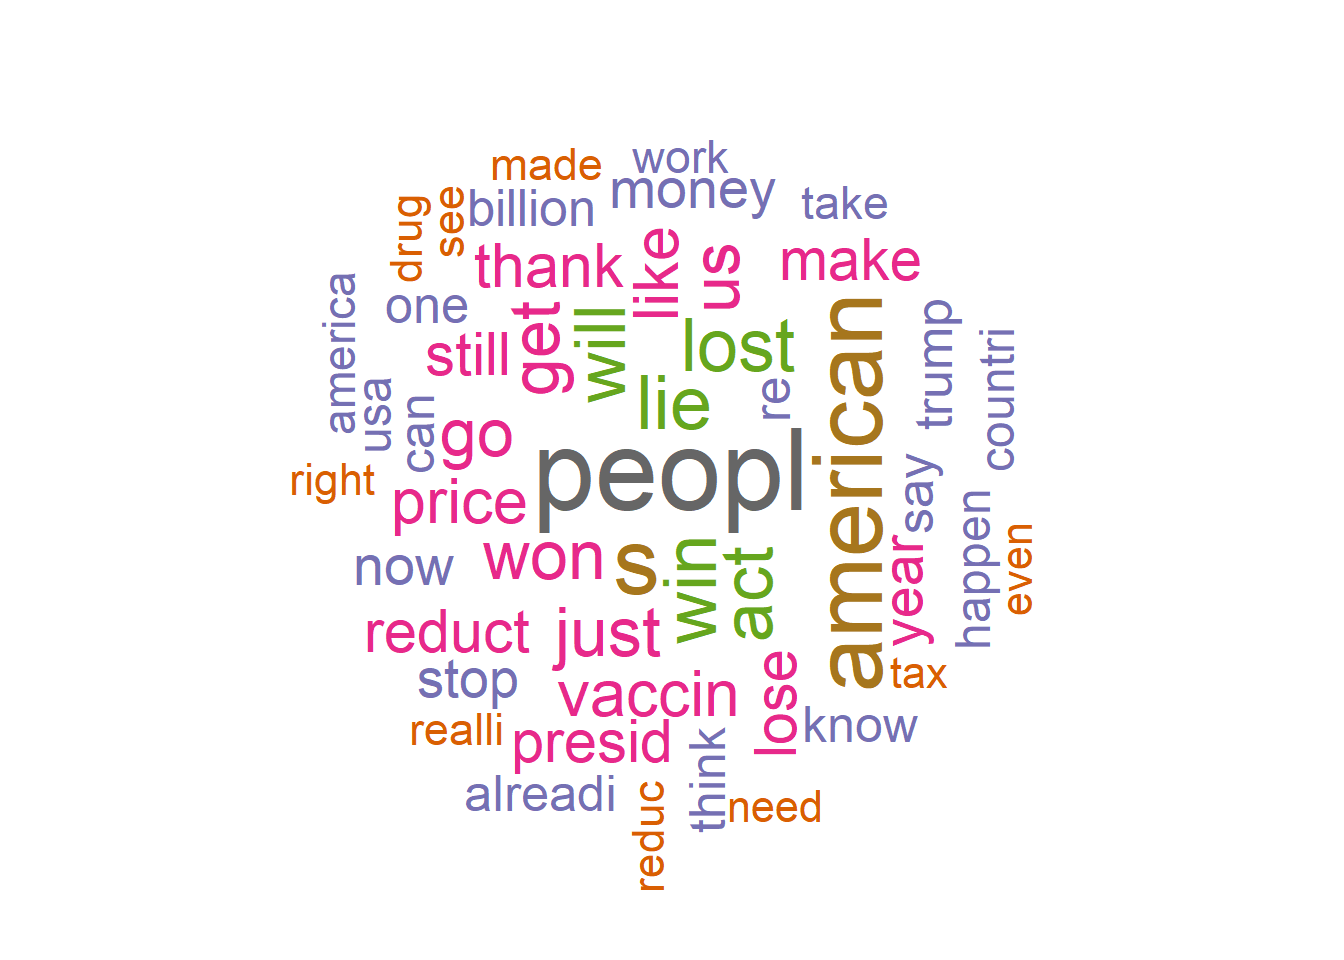 work
made
money
take
billion
see
drug
like
us
make
thank
one
america
get
will
lost
still
trump
countri
american
usa
can
re
lie
go
peopl
right
price
say
now
won
s
win
act
year
happen
even
reduct
just
stop
vaccin
lose
tax
realli
presid
know
alreadi
think
need
reduc